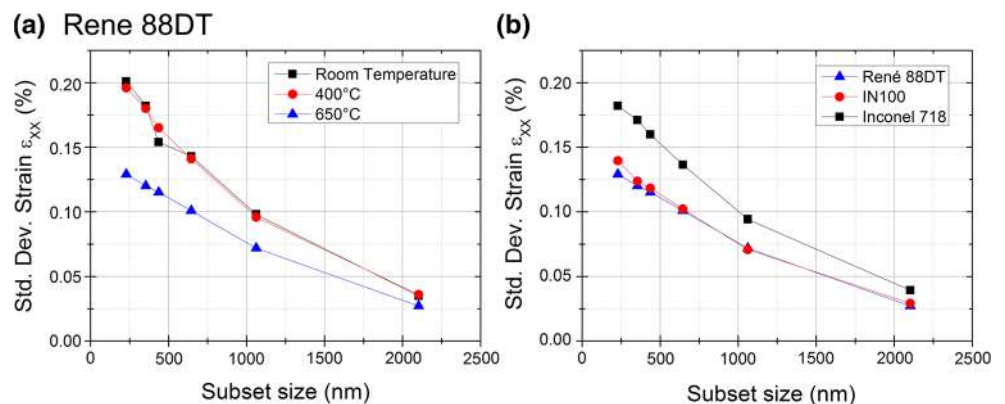 (a) Rene 88DT
Std. Dev. Strain εXX (%)
0.20
0.15
0.10
0.05
0.00
Room Temperature
400°C
650°C
0 500 1000 1500 2000 2500
Subset size (nm)
(b)
Std. Dev. Strain εXX (%)
0.20
0.15
0.10
0.05
0.00
René 88DT
IN100
Inconel 718
0 500 1000 1500 2000 2500
Subset size (nm)